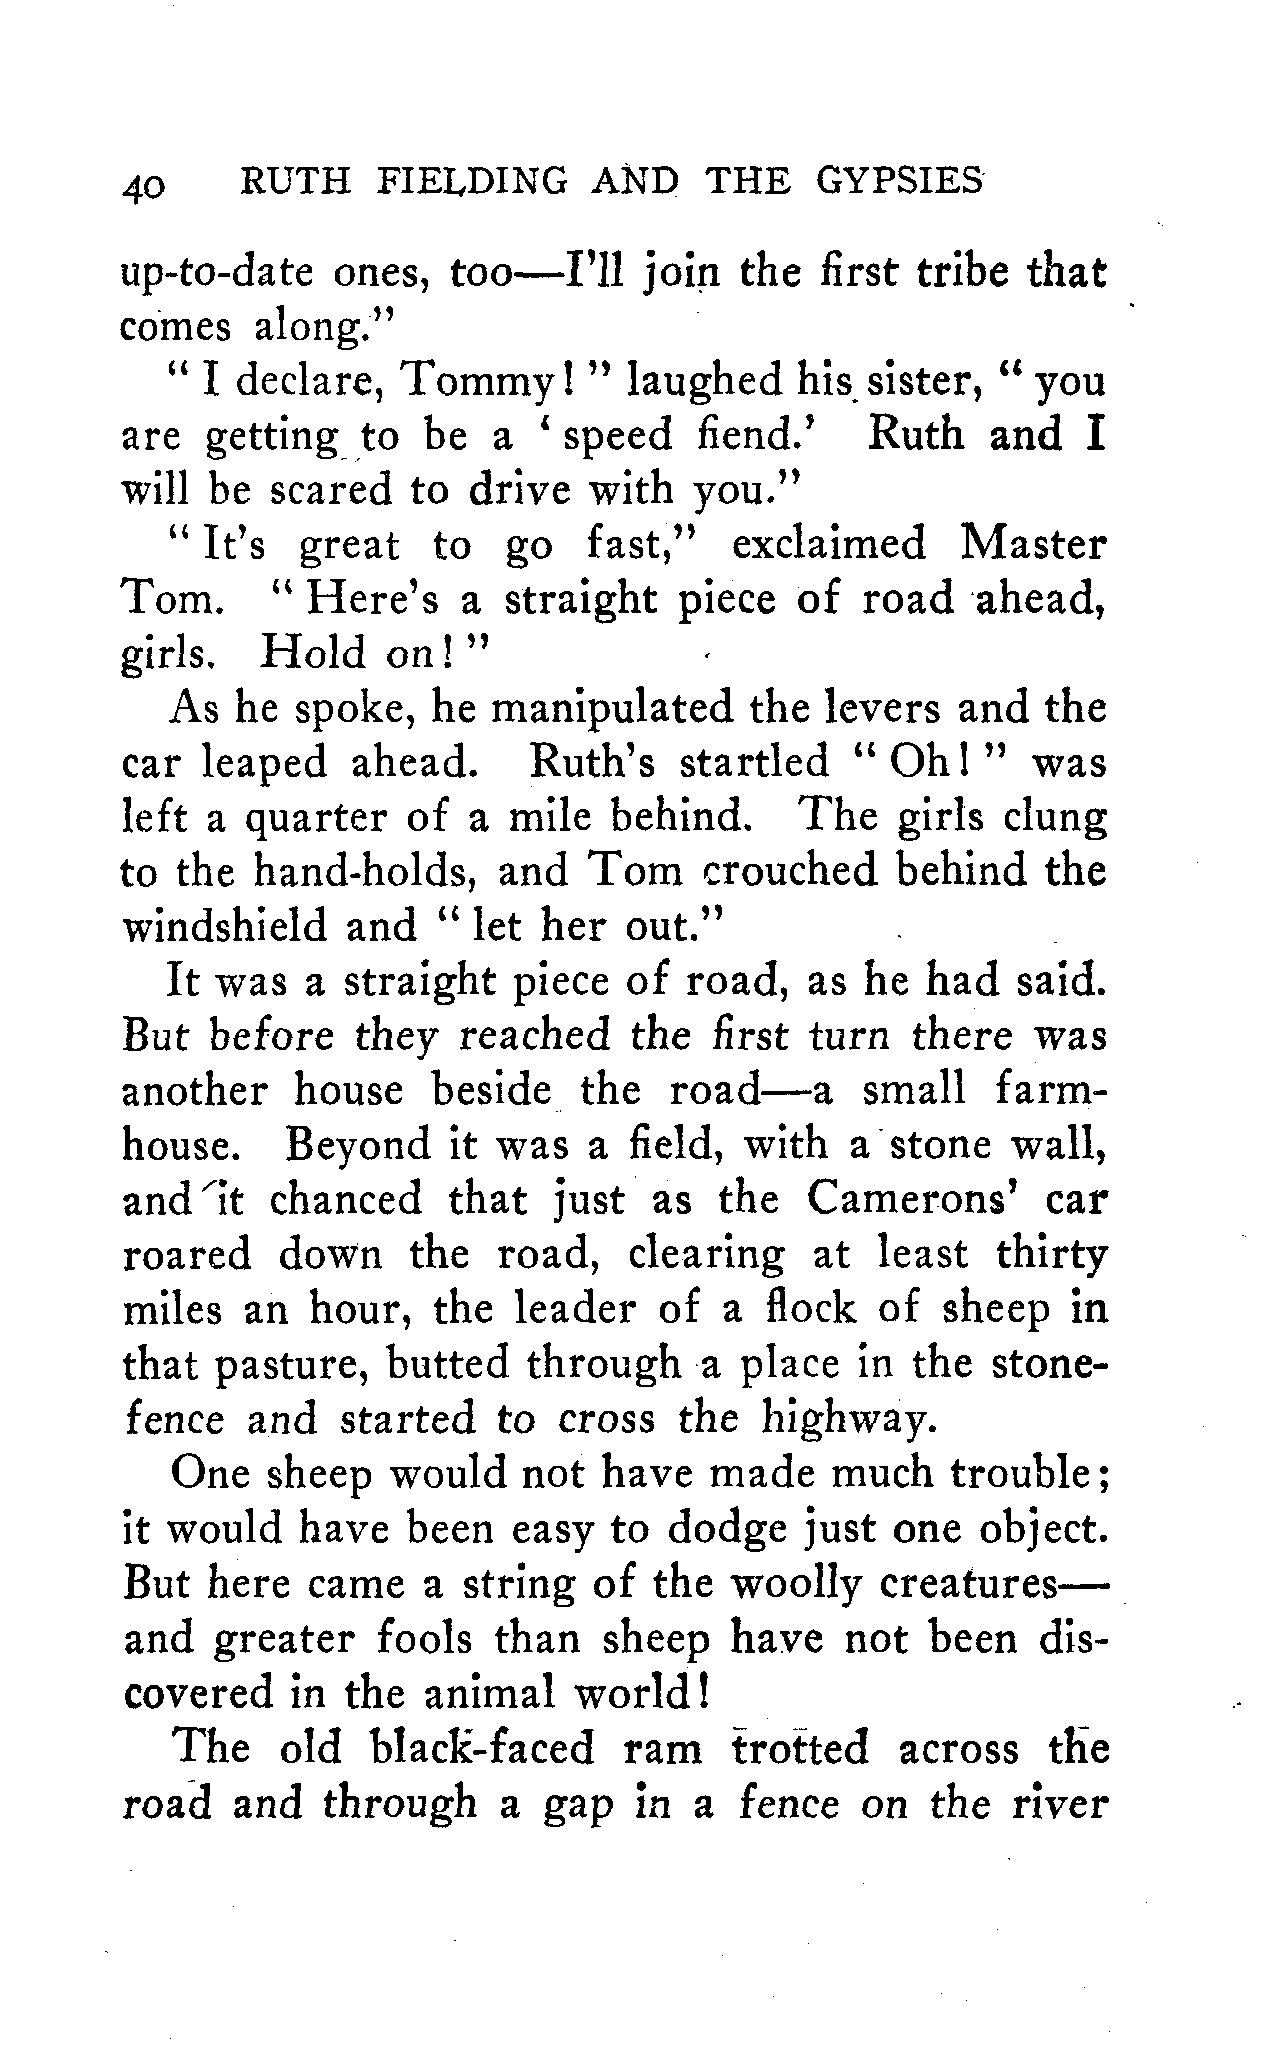 40 RUTH FIELDING AND THE GYPSIES
up-to-date ones, too—I'll join the first tribe that
comes along."
" I declare, Tommy! " laughed his sister, " you
are getting to be a ' speed fiend.' Ruth and I
will be scared to drive with you."
" It's great to go fast," exclaimed Master
Tom. " Here's a straight piece of road ahead,
girls. Hold on! "
As he spoke, he manipulated the levers and the
car leaped ahead. Ruth's startled " Oh! " was
left a quarter of a mile behind. The girls clung
to the hand-holds, and Tom crouched behind the
windshield and " let her out."
It was a straight piece of road, as he had said.
But before they reached the first turn there was
another house beside the road—a small farm-
house. Beyond it was a field, with a stone wall,
and it chanced that just as the Camerons' car
roared down the road, clearing at least thirty
miles an hour, the leader of a flock of sheep in
that pasture, butted through a place in the stone-
fence and started to cross the highway.
One sheep would not have made much trouble;
it would have been easy to dodge just one object.
But here came a string of the woolly creatures—
and greater fools than sheep have not been dis-
covered in the animal world!
The old black-faced ram trotted across the
road and through a gap in a fence on the river